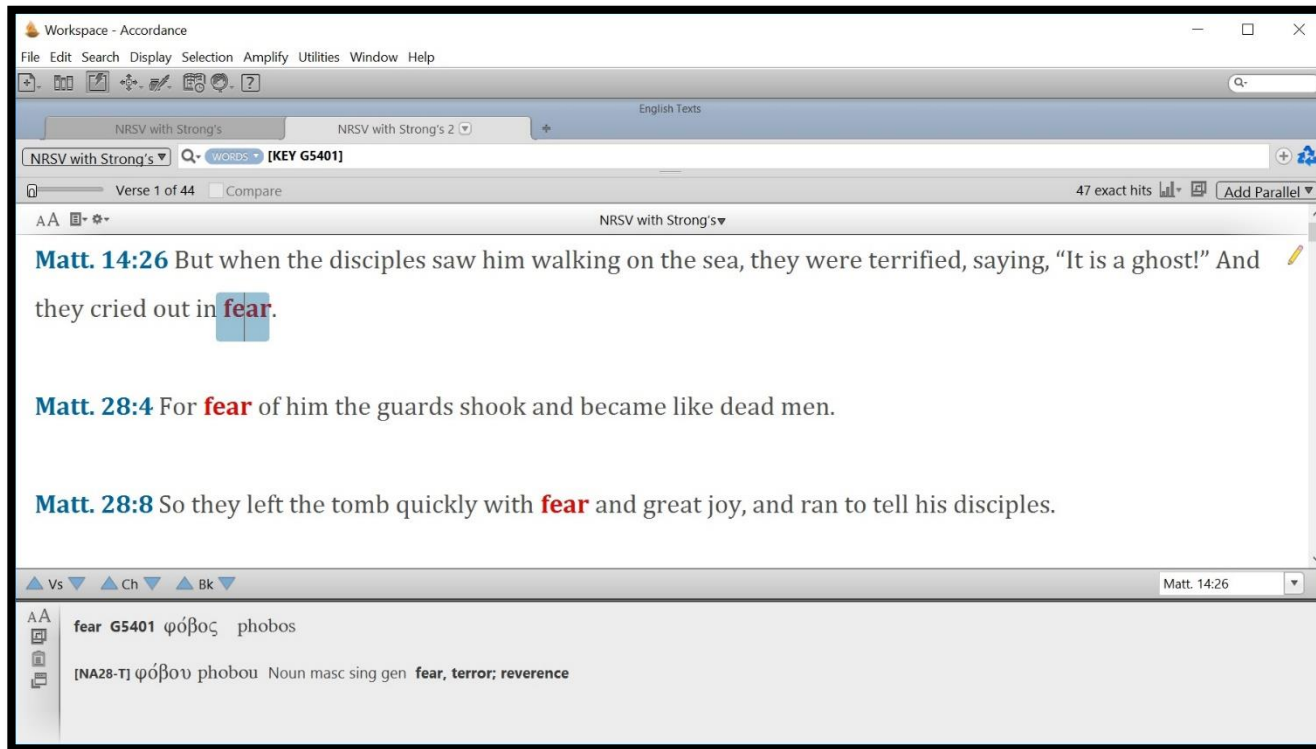 Workspace - Accordance
File Edit Search Display Selection Amplify Utilities Window Help
English Texts
NRSV with Strong's NRSV with Strong's 2
NRSV with Strong's WORDS [KEY G5401]
Verse 1 of 44 Compare 47 exact hits Add Parallel
AA NRSV with Strong's
Matt. 14:26 But when the disciples saw him walking on the sea, they were terrified, saying, “It is a ghost!” And
they cried out in fear.
Matt. 28:4 For fear of him the guards shook and became like dead men.
Matt. 28:8 So they left the tomb quickly with fear and great joy, and ran to tell his disciples.
Vs Ch Bk Matt. 14:26
AA
fear G5401 φόβος phobos
[NA28-T] φόβου phobou Noun masc sing gen fear, terror; reverence